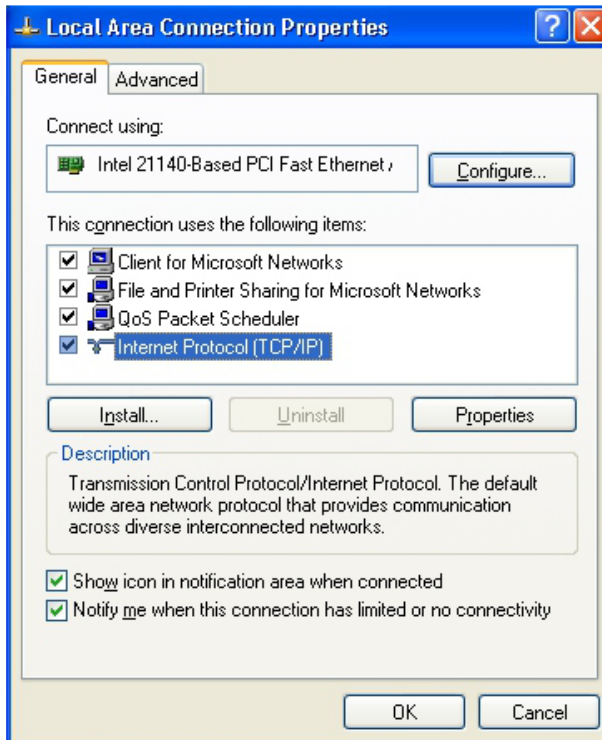 Local Area Connection Properties
General
Advanced
Connect using:
Intel 21140-Based PCI Fast Ethernet
Configure...
This connection uses the following items:
Client for Microsoft Networks
File and Printer Sharing for Microsoft Networks
QoS Packet Scheduler
Internet Protocol (TCP/IP)
Install...
Uninstall
Properties
Description
Transmission Control Protocol/Internet Protocol. The default
wide area network protocol that provides communication
across diverse interconnected networks.
Show icon in notification area when connected
Notify me when this connection has limited or no connectivity
OK
Cancel